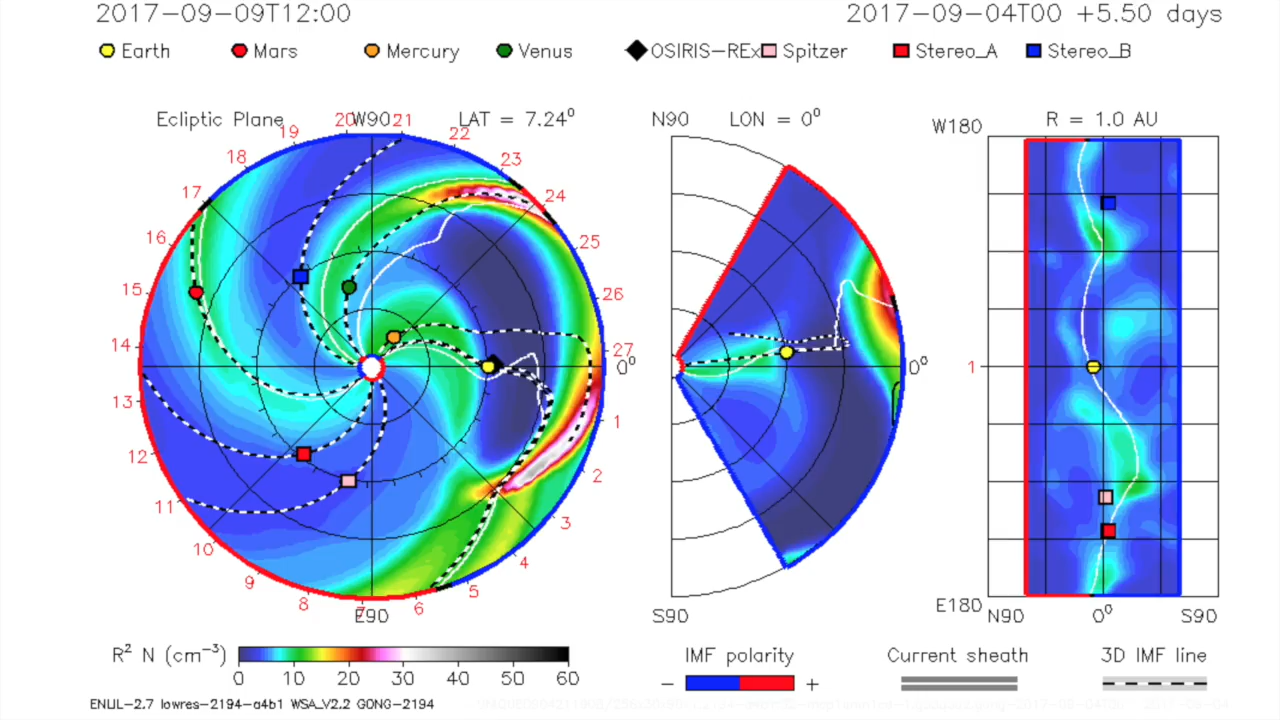 2017-09-09T12:00 2017-09-04T00 +5.50 days
Earth Mars Mercury Venus OSIRIS-REx Spitzer Stereo_A Stereo_B
Ecliptic Plane W90 LAT = 7.24° N90 LON = 0° W180 R = 1.0 AU
20 21
19 22
18 23
17 24
16 25
15 26
14 27 0° 0° 1
13 1
12 2
11 3
10 4
9 5
8 7 6
E90 S90 E180 N90 0° S90
R² N (cm⁻³) IMF polarity Current sheath 3D IMF line
0 10 20 30 40 50 60 - +
ENLIL-2.7 lowres-2194-a4b1 WSA_V2.2 GONG-2194